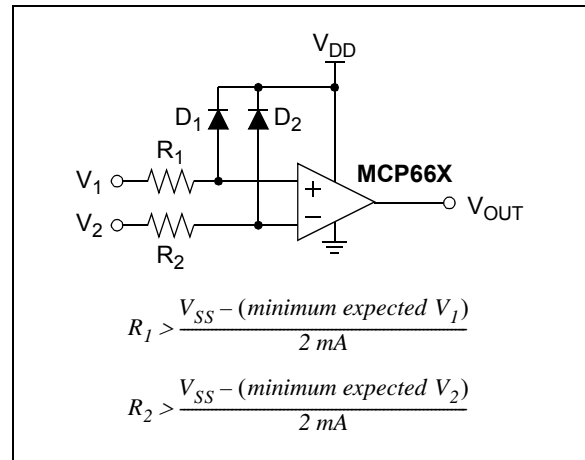 V_DD
D_1 D_2
R_1
MCP66X
V_1
+
V_OUT
V_2
−
R_2
R_1 > V_SS – (minimum expected V_1) / 2 mA
R_2 > V_SS – (minimum expected V_2) / 2 mA